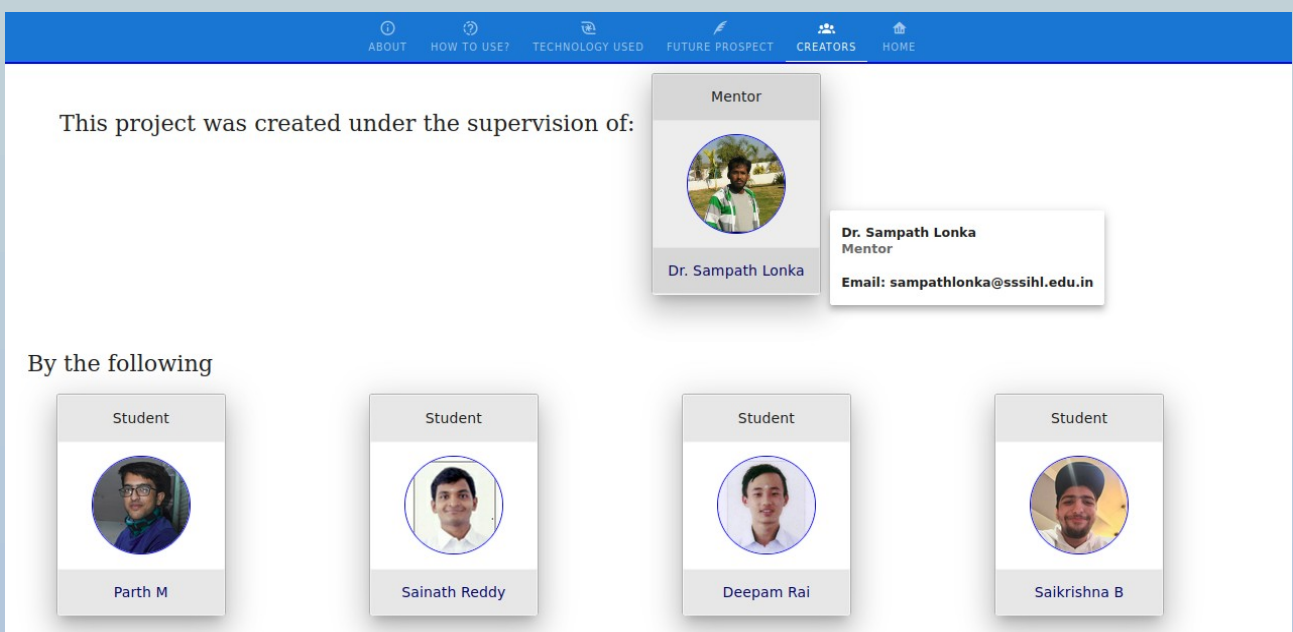 ABOUT HOW TO USE? TECHNOLOGY USED FUTURE PROSPECT CREATORS HOME
Mentor
This project was created under the supervision of:
Dr. Sampath Lonka
Dr. Sampath Lonka
Mentor
Email: sampathlonka@sssihl.edu.in
By the following
Student Student Student Student
Parth M Sainath Reddy Deepam Rai Saikrishna B